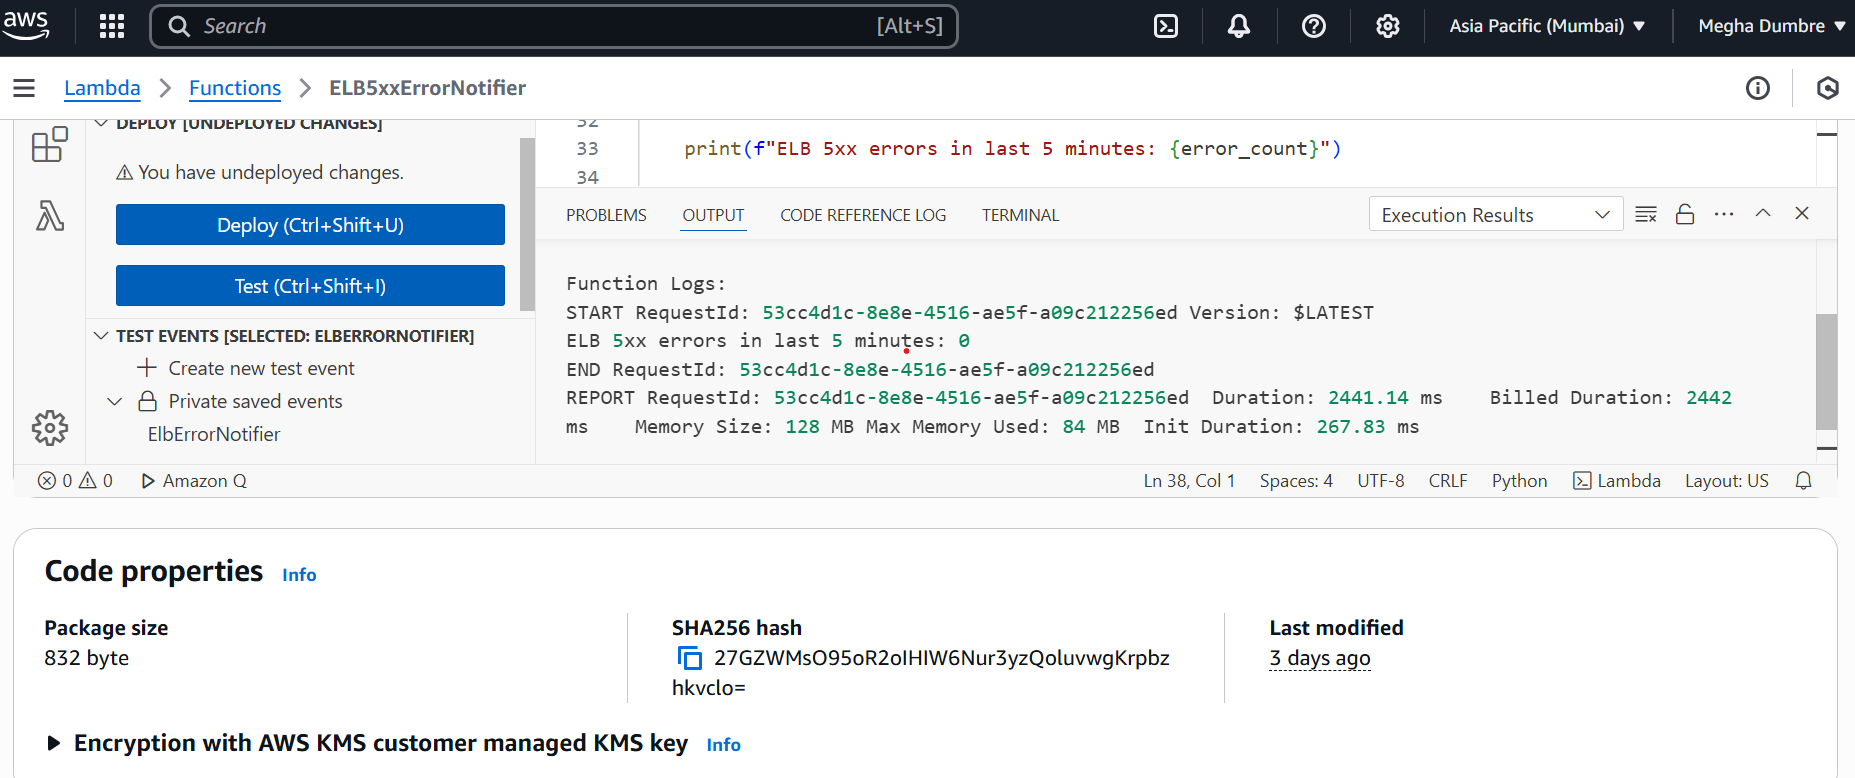 aws
Search [Alt+S]
Asia Pacific (Mumbai) Megha Dumbre
Lambda Functions ELB5xxErrorNotifier
DEPLOY [UNDEPLOYED CHANGES]
You have undeployed changes.
Deploy (Ctrl+Shift+U)
Test (Ctrl+Shift+I)
TEST EVENTS [SELECTED: ELBERRORNOTIFIER]
Create new test event
Private saved events
ElbErrorNotifier
32
33 print(f"ELB 5xx errors in last 5 minutes: {error_count}")
34
PROBLEMS OUTPUT CODE REFERENCE LOG TERMINAL Execution Results
Function Logs:
START RequestId: 53cc4d1c-8e8e-4516-ae5f-a09c212256ed Version: $LATEST
ELB 5xx errors in last 5 minutes: 0
END RequestId: 53cc4d1c-8e8e-4516-ae5f-a09c212256ed
REPORT RequestId: 53cc4d1c-8e8e-4516-ae5f-a09c212256ed Duration: 2441.14 ms Billed Duration: 2442
ms Memory Size: 128 MB Max Memory Used: 84 MB Init Duration: 267.83 ms
0 0 Amazon Q Ln 38, Col 1 Spaces: 4 UTF-8 CRLF Python Lambda Layout: US
Code properties Info
Package size
832 byte
SHA256 hash
27GZWMsO95oR2oIHIW6Nur3yzQoluvwgKrpbz
hkvclo=
Last modified
3 days ago
Encryption with AWS KMS customer managed KMS key Info